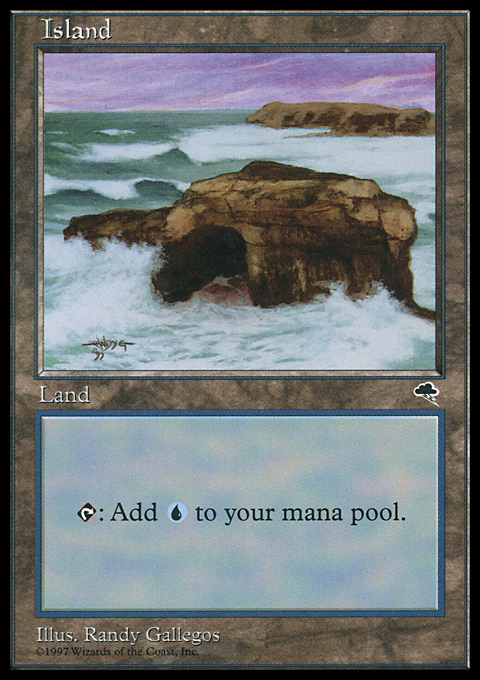 Island
Land
: Add to your mana pool.
Illus. Randy Gallegos
©1997 Wizards of the Coast, Inc.